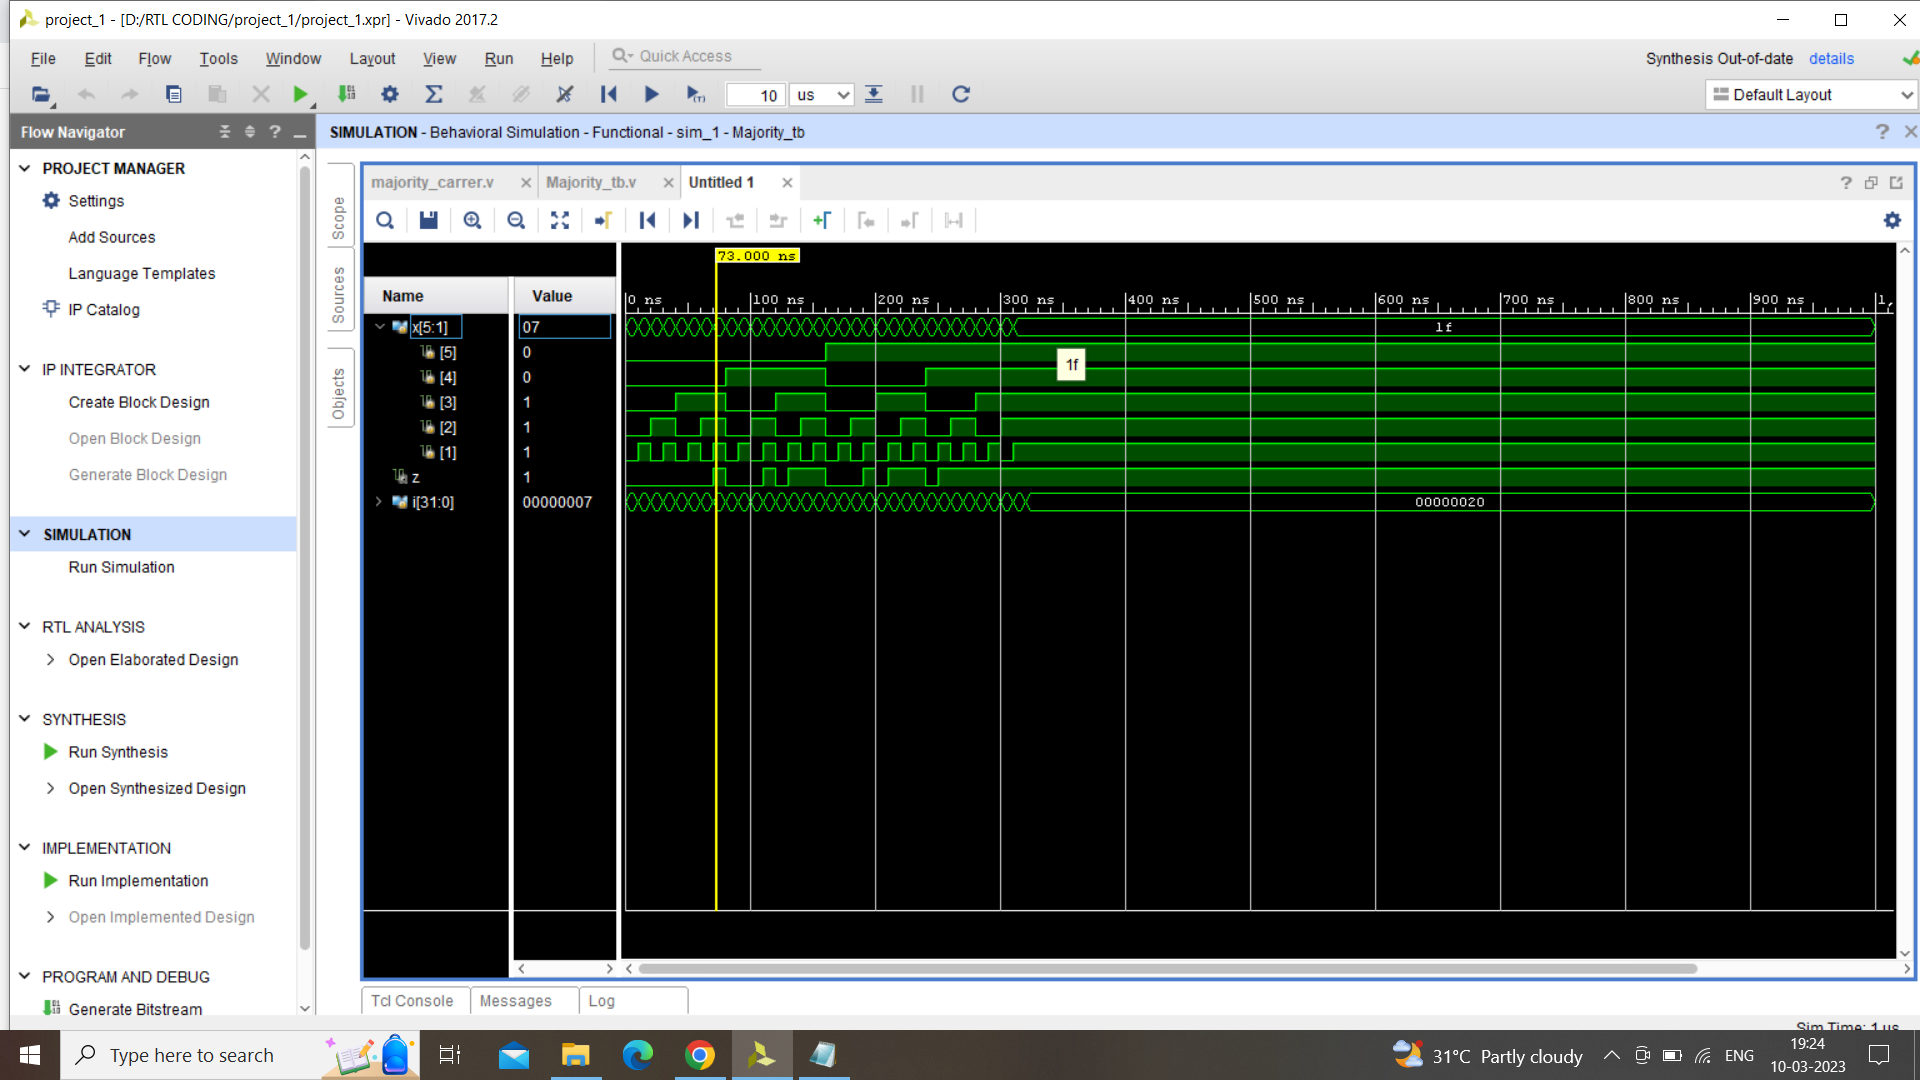 project_1 - [D:/RTL CODING/project_1/project_1.xpr] - Vivado 2017.2
File Edit Flow Tools Window Layout View Run Help Quick Access
Synthesis Out-of-date details
10 us
Default Layout
Flow Navigator
SIMULATION - Behavioral Simulation - Functional - sim_1 - Majority_tb
PROJECT MANAGER
Settings
Add Sources
Language Templates
IP Catalog
IP INTEGRATOR
Create Block Design
Open Block Design
Generate Block Design
SIMULATION
Run Simulation
RTL ANALYSIS
Open Elaborated Design
SYNTHESIS
Run Synthesis
Open Synthesized Design
IMPLEMENTATION
Run Implementation
Open Implemented Design
PROGRAM AND DEBUG
Generate Bitstream
Scope
Sources
Objects
majority_carrer.v Majority_tb.v Untitled 1
73.000 ns
Name Value
0 ns 100 ns 200 ns 300 ns 400 ns 500 ns 600 ns 700 ns 800 ns 900 ns 1,
x[5:1] 07 1f
[5] 0
1f
[4] 0
[3] 1
[2] 1
[1] 1
z 1
i[31:0] 00000007 00000020
Tcl Console Messages Log
Sim Time: 1 us
Type here to search
31°C Partly cloudy
ENG
19:24
10-03-2023